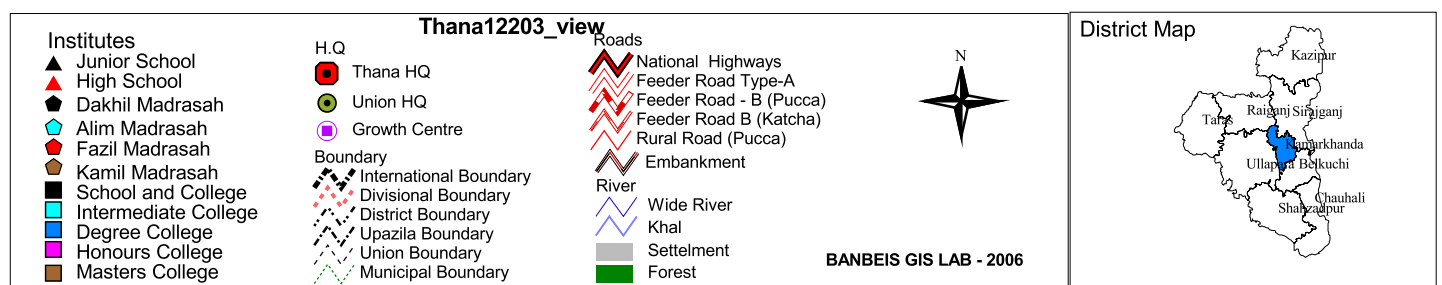 Thana12203_view
Institutes
Junior School
High School
Dakhil Madrasah
Alim Madrasah
Fazil Madrasah
Kamil Madrasah
School and College
Intermediate College
Degree College
Honours College
Masters College
H.Q
Thana HQ
Union HQ
Growth Centre
Boundary
International Boundary
Divisional Boundary
District Boundary
Upazila Boundary
Union Boundary
Municipal Boundary
Roads
National Highways
Feeder Road Type-A
Feeder Road - B (Pucca)
Feeder Road B (Katcha)
Rural Road (Pucca)
Embankment
River
Wide River
Khal
Settelment
Forest
N
BANBEIS GIS LAB - 2006
District Map
Kazipur
Raiganj Sirajganj
Taras
Kamarkhanda
Ullapara Belkuchi
Chauhali
Shahzadpur